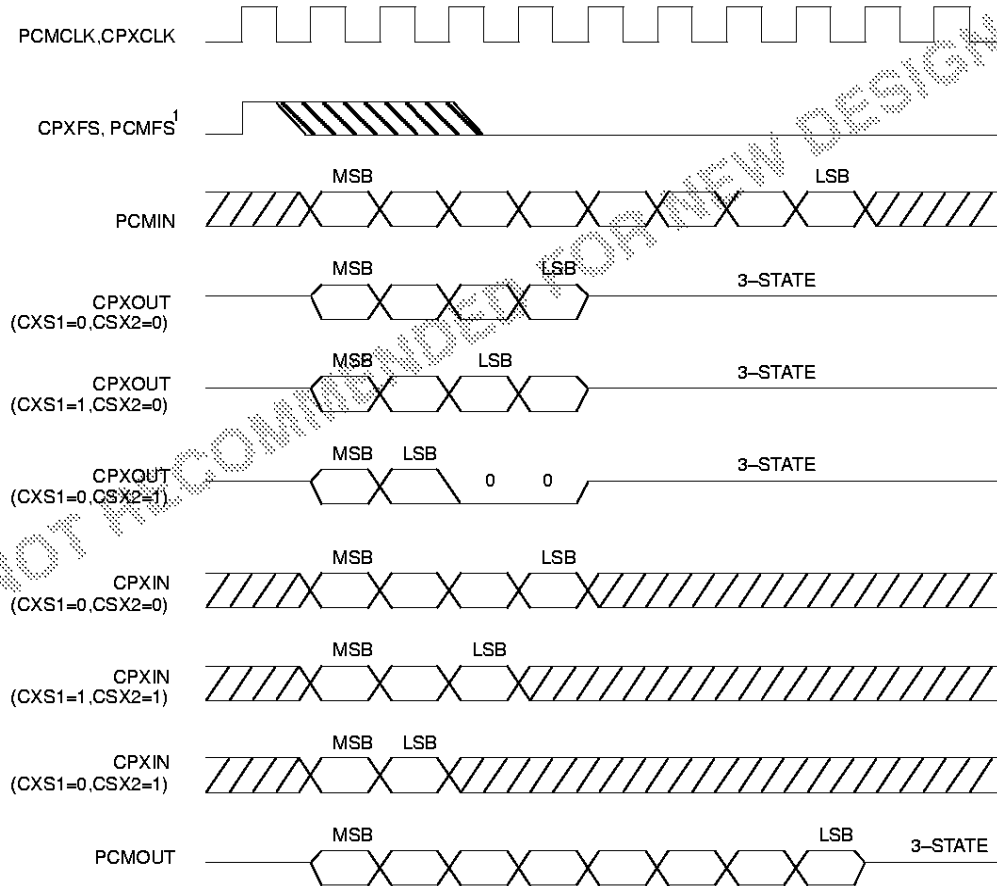 PCMCLK,CPXCLK
CPXFS, PCMFS1
MSB LSB
PCMIN
MSB LSB
CPXOUT 3–STATE
(CXS1=0,CSX2=0)
MSB LSB
CPXOUT 3–STATE
(CXS1=1,CSX2=0)
MSB LSB
CPXOUT 0 0 3–STATE
(CXS1=0,CSX2=1)
MSB LSB
CPXIN
(CXS1=0,CSX2=0)
MSB LSB
CPXIN
(CXS1=1,CSX2=1)
MSB LSB
CPXIN
(CXS1=0,CSX2=1)
MSB LSB
PCMOUT 3–STATE
NOT RECOMMENDED FOR NEW DESIGN